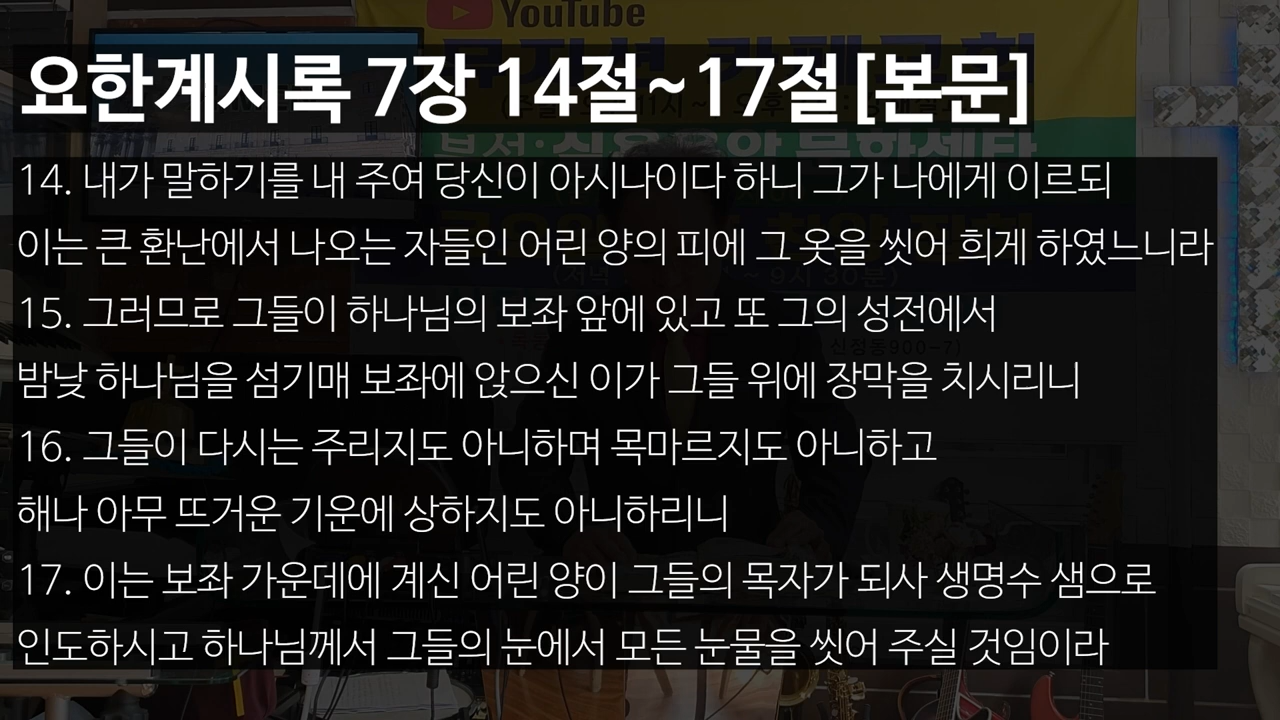 YouTube
요한계시록 7장 14절~17절[본문]
14. 내가 말하기를 내 주여 당신이 아시나이다 하니 그가 나에게 이르되
이는 큰 환난에서 나오는 자들인 어린 양의 피에 그 옷을 씻어 희게 하였느니라
15. 그러므로 그들이 하나님의 보좌 앞에 있고 또 그의 성전에서
신정동900-7)
밤낮 하나님을 섬기매 보좌에 앉으신 이가 그들 위에 장막을 치시리니
16. 그들이 다시는 주리지도 아니하며 목마르지도 아니하고
해나 아무 뜨거운 기운에 상하지도 아니하리니
17. 이는 보좌 가운데에 계신 어린 양이 그들의 목자가 되사 생명수 샘으로
인도하시고 하나님께서 그들의 눈에서 모든 눈물을 씻어 주실 것임이라